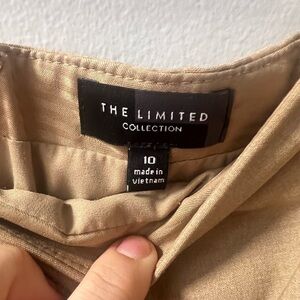 THE LIMITED
COLLECTION
10
made in
vietnam